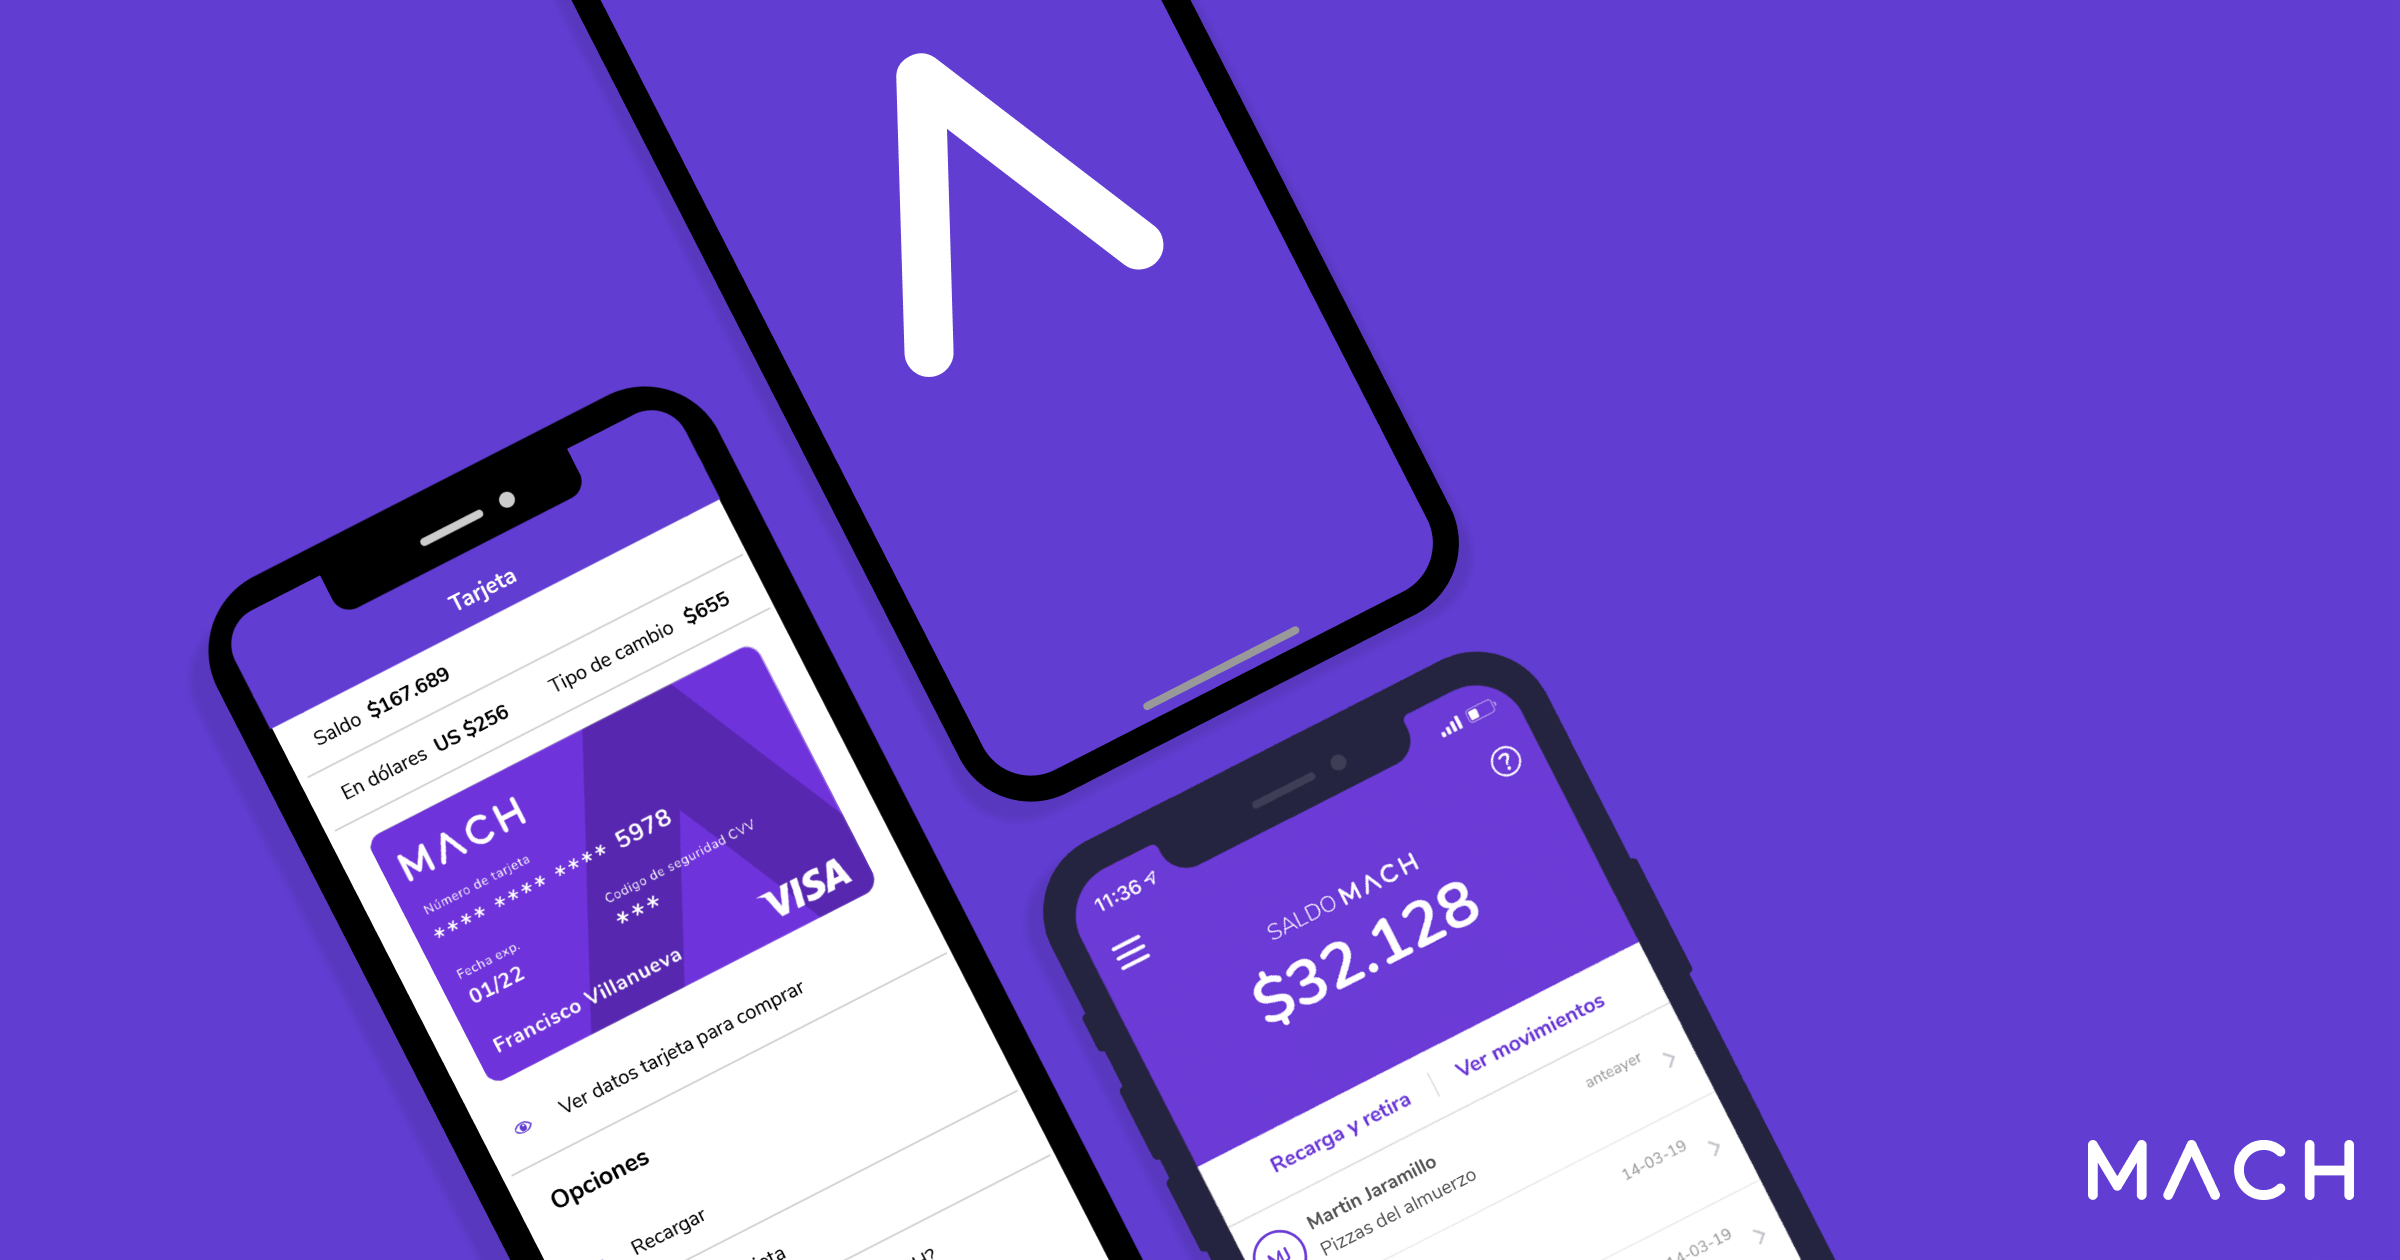 Tarjeta
Saldo $167.689
En dólares US $256 Tipo de cambio $655
MACH
Número de tarjeta
**** **** **** 5978
Codigo de seguridad CVV
***
Fecha exp.
01/22
VISA
Francisco Villanueva
Ver datos tarjeta para comprar
Opciones
Recargar
11:36
SALDO MACH
$32.128
Recarga y retira Ver movimientos
anteayer
Martin Jaramillo
14-03-19
Pizzas del almuerzo
MJ
14-03-19
MACH